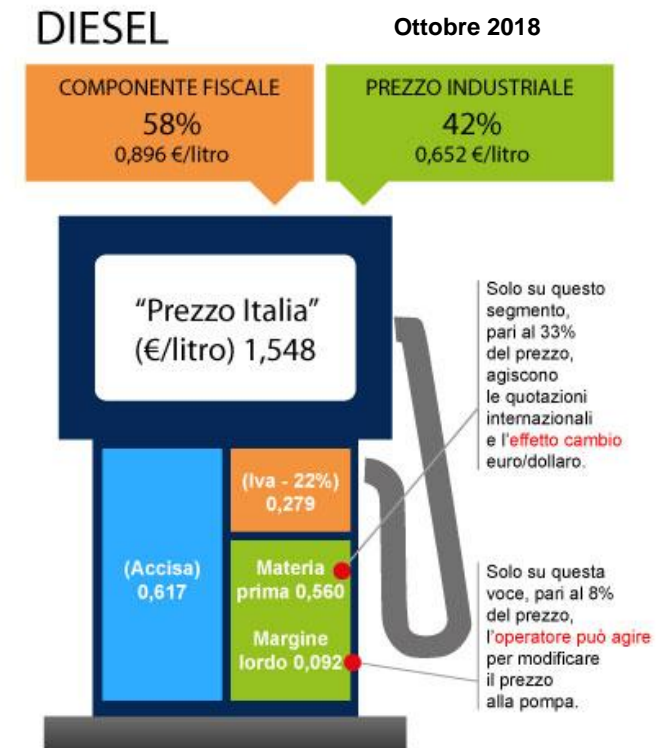 DIESEL
Ottobre 2018
COMPONENTE FISCALE
58%
0,896 €/litro
PREZZO INDUSTRIALE
42%
0,652 €/litro
“Prezzo Italia”
(€/litro) 1,548
Solo su questo
segmento,
pari al 33%
del prezzo,
agiscono
le quotazioni
internazionali
e l'effetto cambio
euro/dollaro.
(Accisa)
0,617
(Iva - 22%)
0,279
Materia
prima 0,560
Margine
lordo 0,092
Solo su questa
voce, pari al 8%
del prezzo,
l'operatore può agire
per modificare
il prezzo
alla pompa.